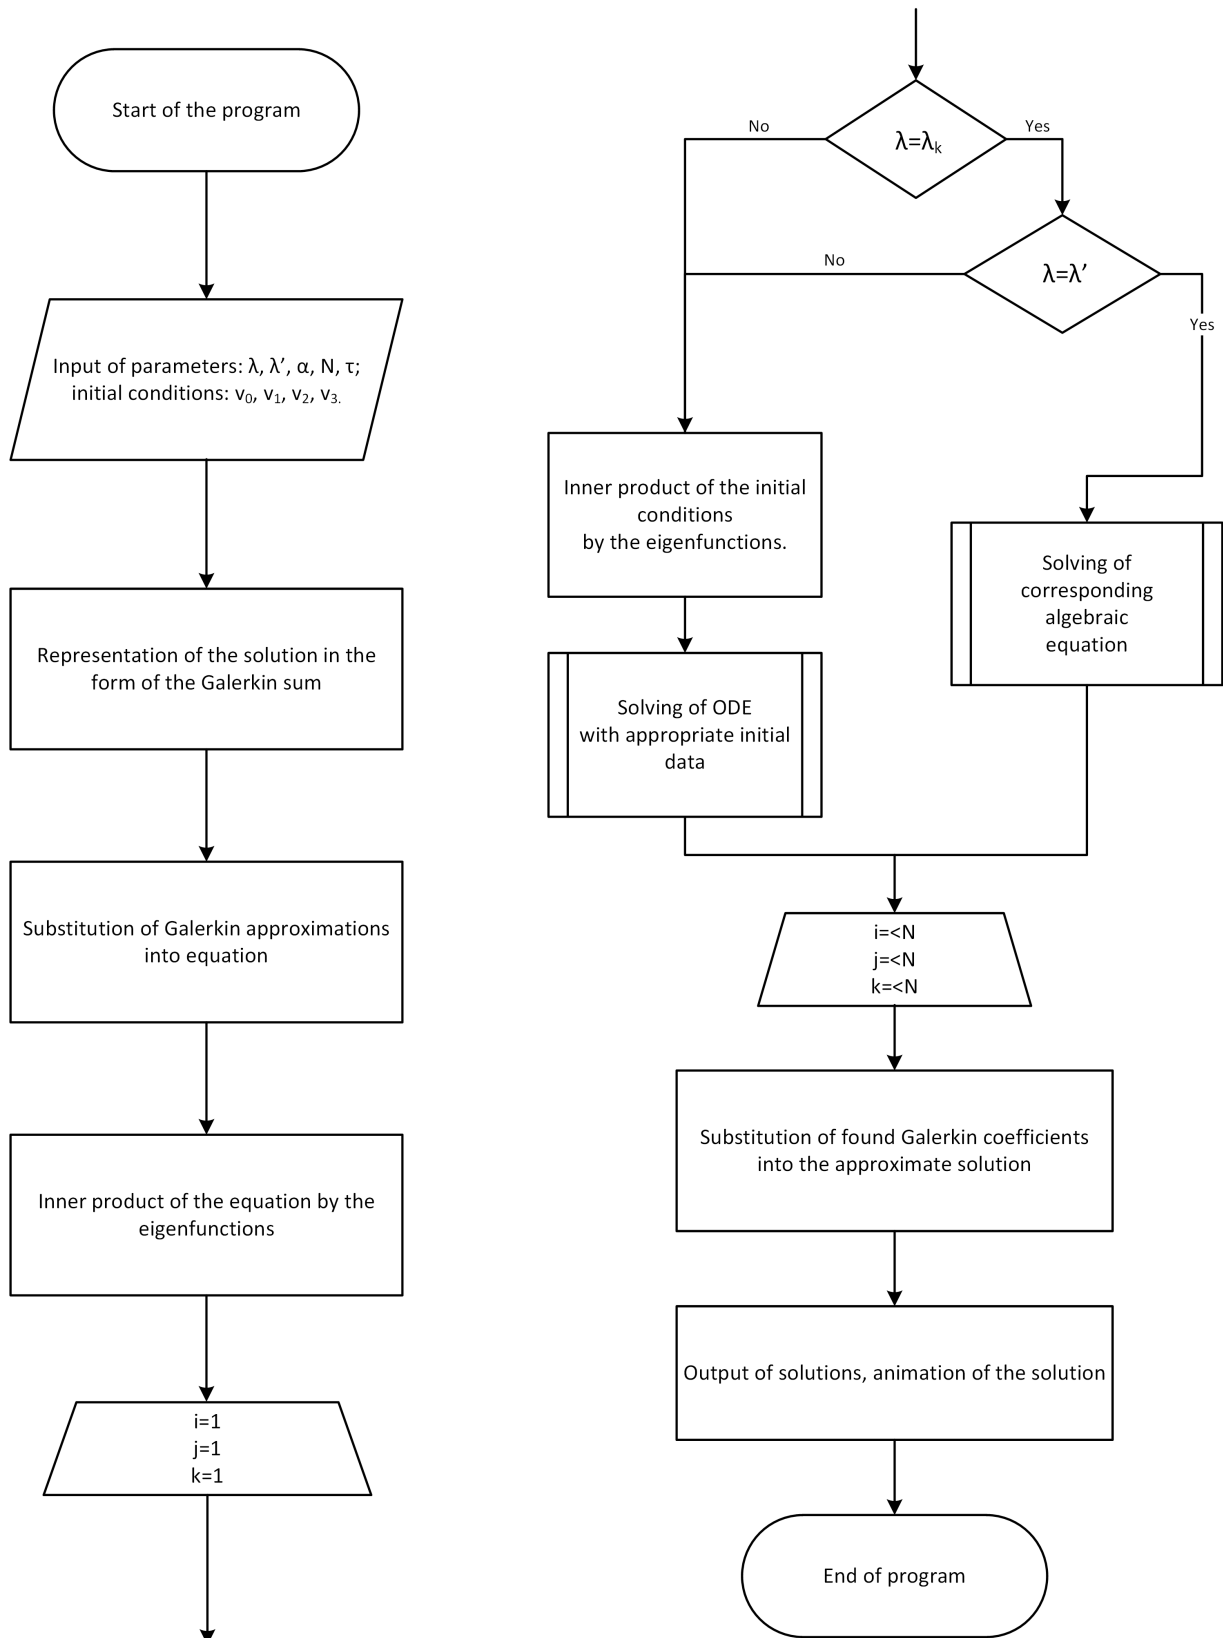 Start of the program
Input of parameters: λ, λ’, α, N, τ;
initial conditions: v₀, v₁, v₂, v₃.
Representation of the solution in the
form of the Galerkin sum
Substitution of Galerkin approximations
into equation
Inner product of the equation by the
eigenfunctions
i=1
j=1
k=1
λ=λₖ
No
Yes
λ=λ’
No
Yes
Inner product of the initial
conditions
by the eigenfunctions.
Solving of
corresponding
algebraic
equation
Solving of ODE
with appropriate initial
data
i=<N
j=<N
k=<N
Substitution of found Galerkin coefficients
into the approximate solution
Output of solutions, animation of the solution
End of program